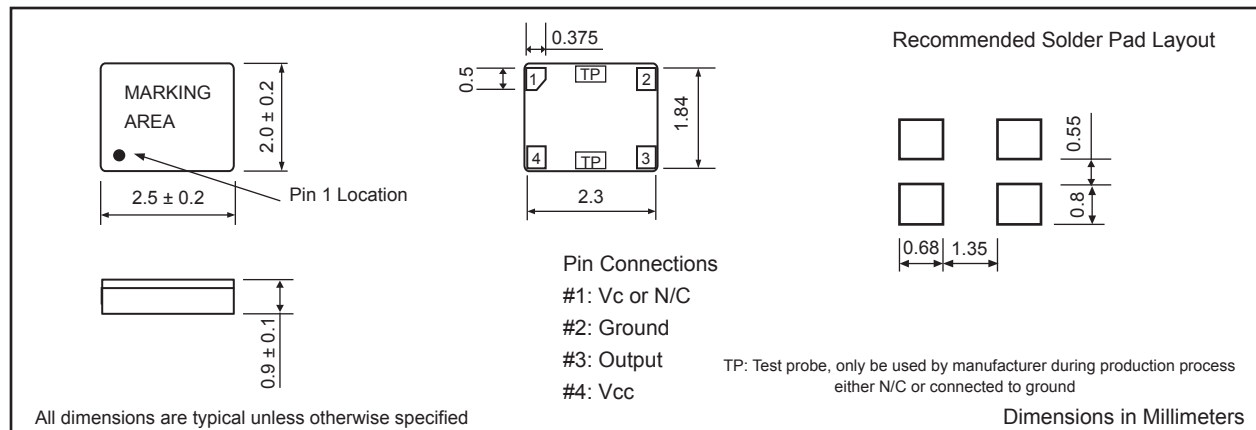 0.375
Recommended Solder Pad Layout
MARKING
AREA
2.0 ± 0.2
2.5 ± 0.2
Pin 1 Location
0.5
1
TP
2
4
TP
3
1.84
2.3
0.55
0.8
0.68
1.35
0.9 ± 0.1
Pin Connections
#1: Vc or N/C
#2: Ground
#3: Output
#4: Vcc
TP: Test probe, only be used by manufacturer during production process
either N/C or connected to ground
All dimensions are typical unless otherwise specified
Dimensions in Millimeters